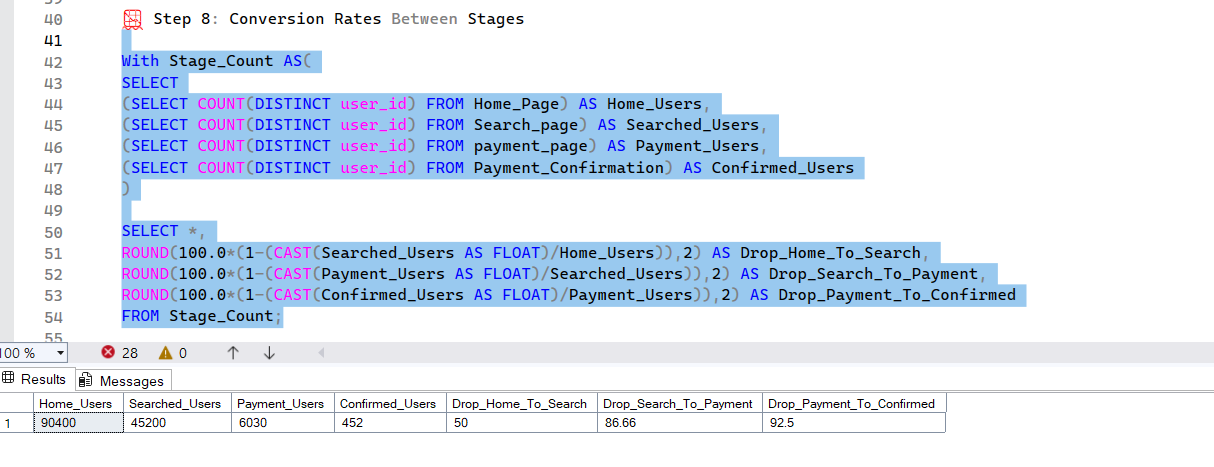 39
40 Step 8: Conversion Rates Between Stages
41
42 With Stage_Count AS(
43 SELECT
44 (SELECT COUNT(DISTINCT user_id) FROM Home_Page) AS Home_Users,
45 (SELECT COUNT(DISTINCT user_id) FROM Search_page) AS Searched_Users,
46 (SELECT COUNT(DISTINCT user_id) FROM payment_page) AS Payment_Users,
47 (SELECT COUNT(DISTINCT user_id) FROM Payment_Confirmation) AS Confirmed_Users
48 )
49
50 SELECT *,
51 ROUND(100.0*(1-(CAST(Searched_Users AS FLOAT)/Home_Users)),2) AS Drop_Home_To_Search,
52 ROUND(100.0*(1-(CAST(Payment_Users AS FLOAT)/Searched_Users)),2) AS Drop_Search_To_Payment,
53 ROUND(100.0*(1-(CAST(Confirmed_Users AS FLOAT)/Payment_Users)),2) AS Drop_Payment_To_Confirmed
54 FROM Stage_Count;
55
100 % 28 0
Results Messages
Home_Users Searched_Users Payment_Users Confirmed_Users Drop_Home_To_Search Drop_Search_To_Payment Drop_Payment_To_Confirmed
1 90400 45200 6030 452 50 86.66 92.5